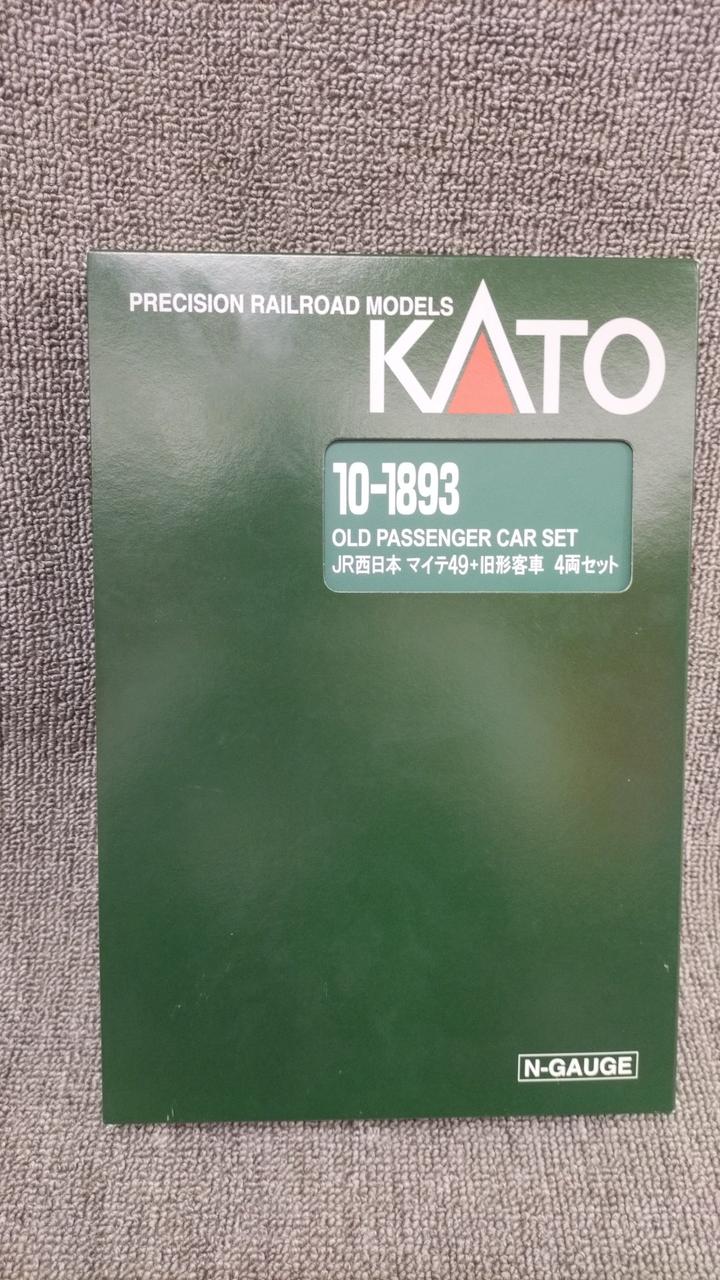 PRECISION RAILROAD MODELS
KATO
10-1893
OLD PASSENGER CAR SET
JR西日本 マイテ49+旧形客車 4両セット
N-GAUGE